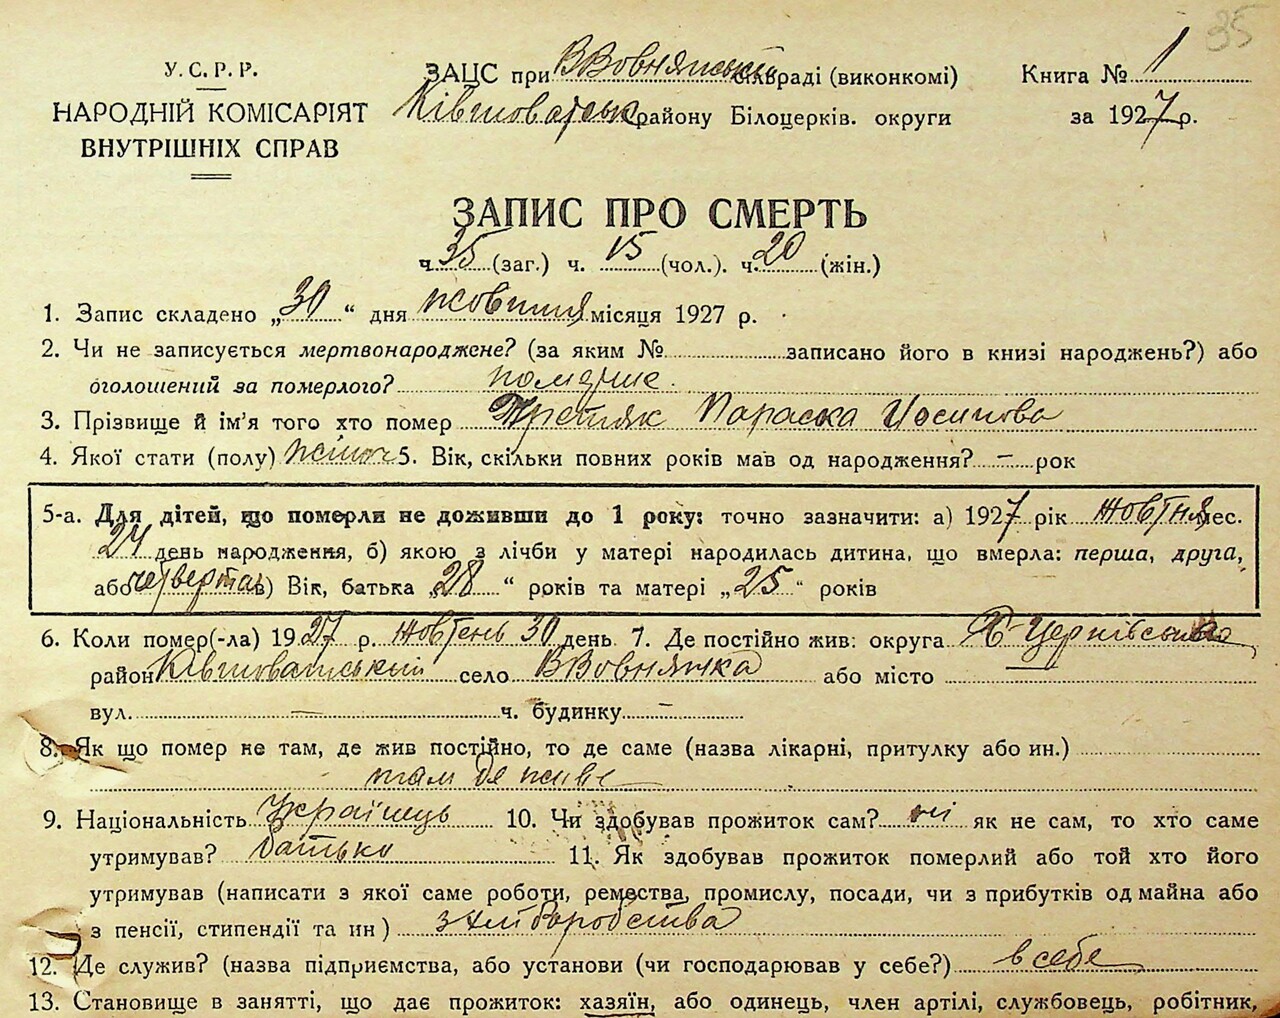 35
У.С.Р.Р.
НАРОДНІЙ КОМІСАРІЯТ
ВНУТРІШНІХ СПРАВ
ЗАЦС при ВВовнянській сільраді (виконкомі)
Ківшоватськ. району Білоцерків. округи
Книга № 1
за 1927 р.
ЗАПИС ПРО СМЕРТЬ
ч. 35 (заг.) ч. 15 (чол.). ч. 20 (жін.)
1. Запис складено „30“ дня жовтня місяця 1927 р.
2. Чи не записується мертвонароджене? (за яким № записано його в книзі народжень?) або
оголошений за померлого? померше
3. Прізвище й ім'я того хто помер Третяк Параска Йосипова
4. Якої стати (полу) жіноч 5. Вік, скільки повних років мав од народження? – рок
5-а. Для дітей, що померли не доживши до 1 року: точно зазначити: а) 1927 рік жовтня мес.
24 день народження, б) якою з лічби у матері народилась дитина, що вмерла: перша, друга,
або четверта в) Вік, батька „28“ років та матері „25“ років
6. Коли помер(-ла) 1927 р. жовтень 30 день 7. Де постійно жив: округа Б-Церківська
район Ківшоватський село ВВовнянка або місто
вул. – ч. будинку –
8. Як що помер не там, де жив постійно, то де саме (назва лікарні, притулку або ин.)
там де живе
9. Національність Українець 10. Чи здобував прожиток сам? ні як не сам, то хто саме
утримував? батько 11. Як здобував прожиток померлий або той хто його
утримував (написати з якої саме роботи, ремества, промислу, посади, чи з прибутків од майна або
з пенсії, стипендії та ин) з хліборобства
12. Де служив? (назва підприємства, або установи (чи господарював у себе?) в себе
13. Становище в занятті, що дає прожиток: хазяїн, або одинець, член артілі, службовець, робітник,